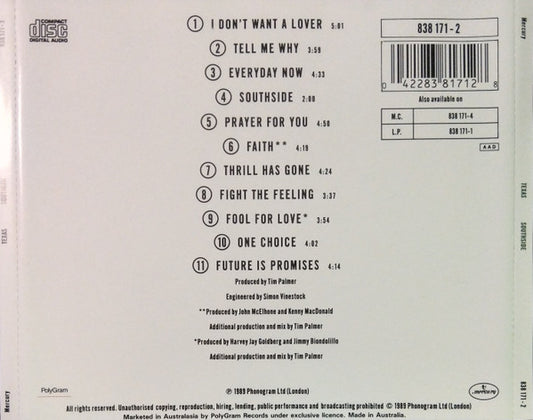 COMPACT
disc
DIGITAL AUDIO
1 I DON'T WANT A LOVER 5:01
2 TELL ME WHY 3:59
3 EVERYDAY NOW 4:33
4 SOUTHSIDE 2:00
5 PRAYER FOR YOU 4:50
6 FAITH** 4:19
7 THRILL HAS GONE 4:24
8 FIGHT THE FEELING 3:37
9 FOOL FOR LOVE* 3:54
10 ONE CHOICE 4:02
11 FUTURE IS PROMISES 4:14
Produced by Tim Palmer
Engineered by Simon Vinestock
**Produced by John McElhone and Kenny MacDonald
Additional production and mix by Tim Palmer
*Produced by Harvey Jay Goldberg and Jimmy Biondolillo
Additional production and mix by Tim Palmer
838 171 - 2
0 42283 81712 8
Also available on
M.C. 838 171-4
L.P. 838 171-1
AAD
PolyGram
℗ 1989 Phonogram Ltd (London)
All rights reserved. Unauthorised copying, reproduction, hiring, lending, public performance and broadcasting prohibited © 1989 Phonogram Ltd (London)
Marketed in Australasia by PolyGram Records under exclusive licence. Made in Australia.
mercury
Mercury
TEXAS SOUTHSIDE
838 171 - 2
Mercury
TEXAS SOUTHSIDE